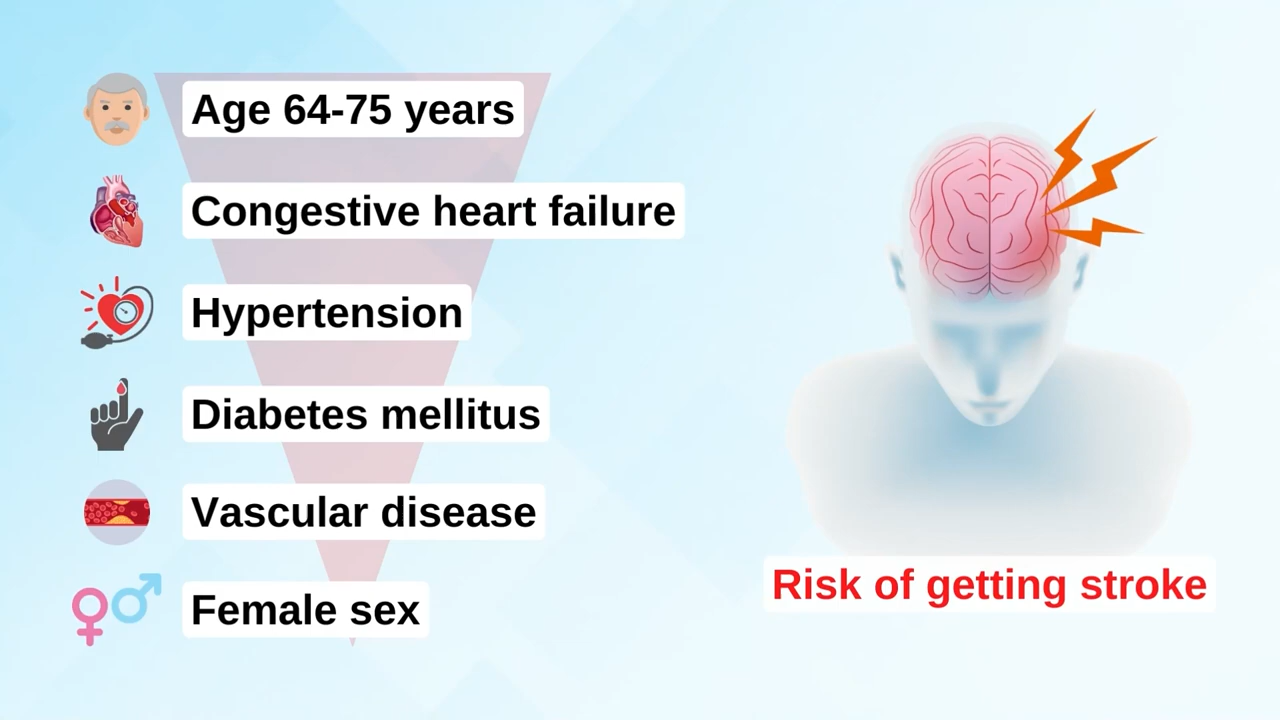 Age 64-75 years
Congestive heart failure
Hypertension
Diabetes mellitus
Vascular disease
Female sex
Risk of getting stroke